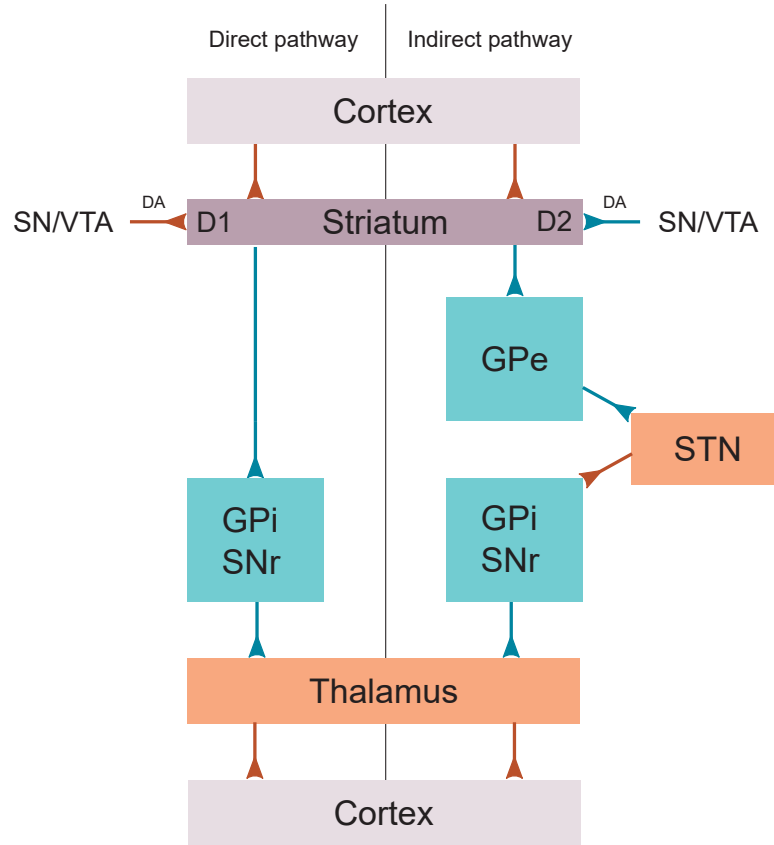 Direct pathway
Indirect pathway
Cortex
DA
DA
SN/VTA
D1
Striatum
D2
SN/VTA
GPe
STN
GPi
SNr
GPi
SNr
Thalamus
Cortex